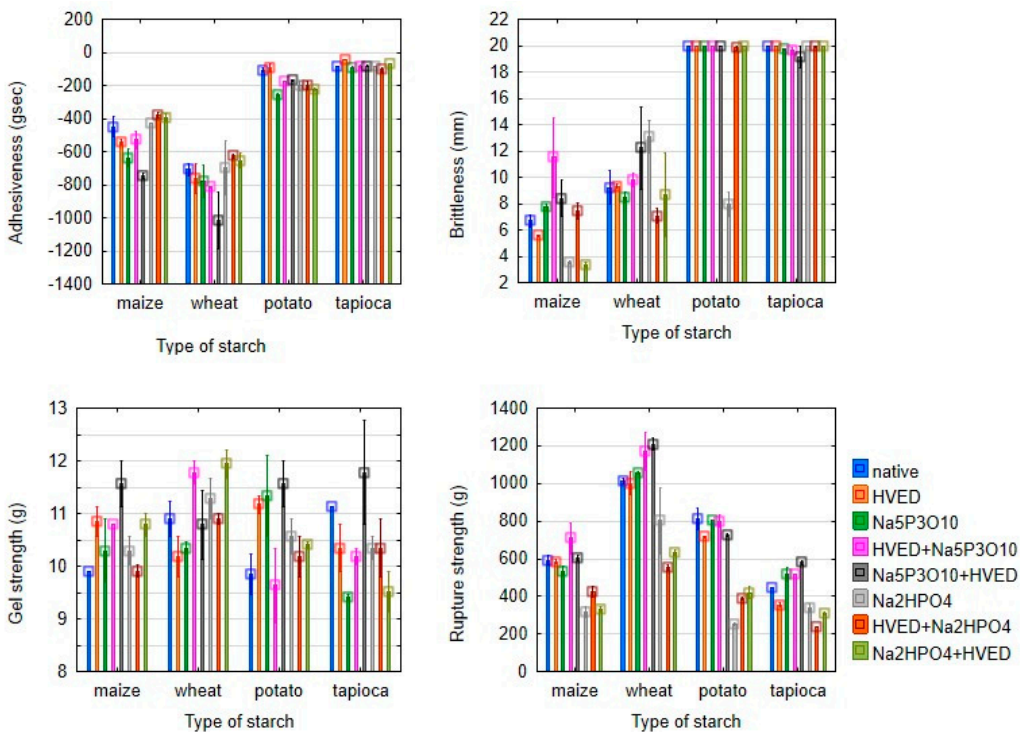 200
0
-200
-400
-600
-800
-1000
-1200
-1400
Adhesiveness (gsec)
maize wheat potato tapioca
Type of starch
22
20
18
16
14
12
10
8
6
4
2
Brittleness (mm)
maize wheat potato tapioca
Type of starch
13
12
11
10
9
8
Gel strength (g)
maize wheat potato tapioca
Type of starch
1400
1200
1000
800
600
400
200
0
Rupture strength (g)
maize wheat potato tapioca
Type of starch
native
HVED
Na5P3O10
HVED+Na5P3O10
Na5P3O10+HVED
Na2HPO4
HVED+Na2HPO4
Na2HPO4+HVED